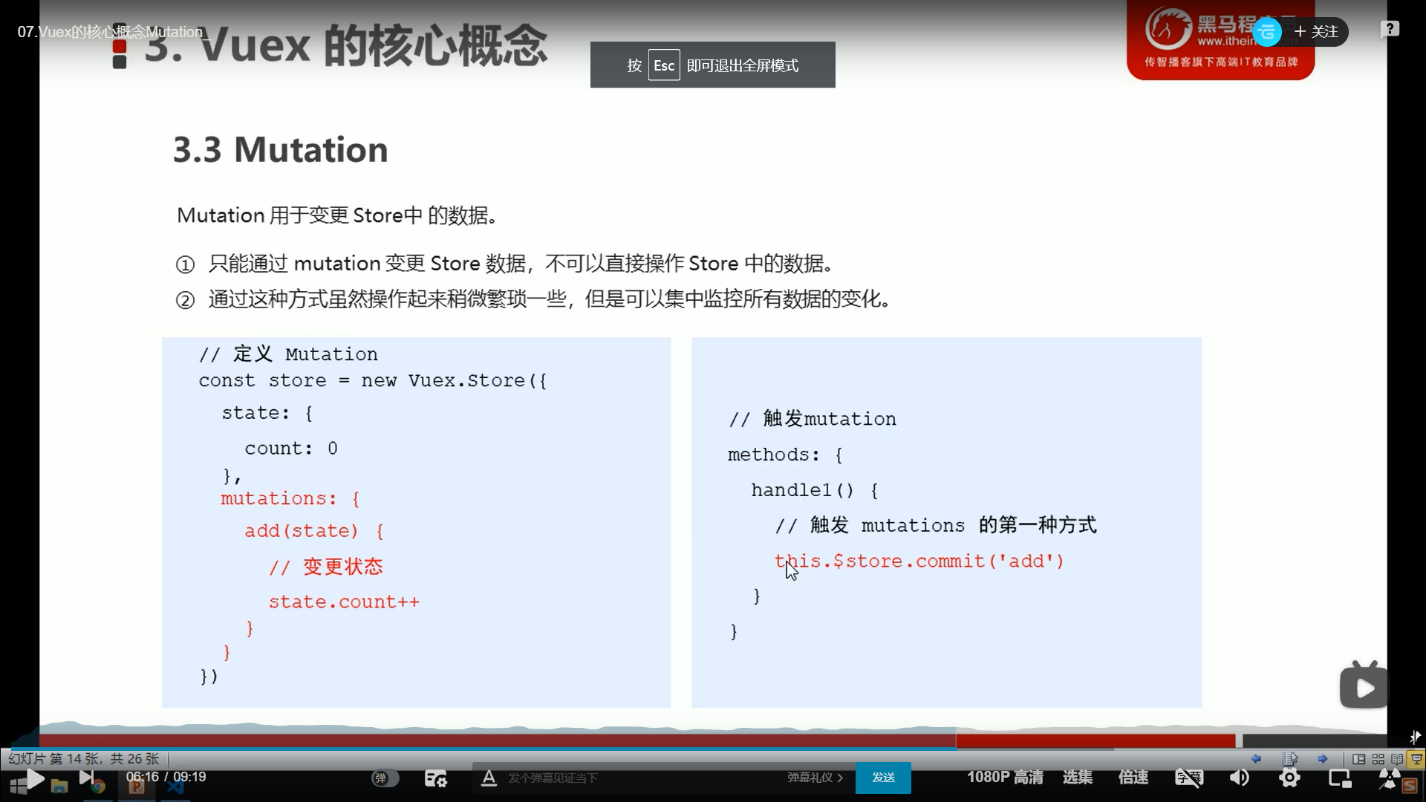 07.Vuex的核心概念Mutation_
3. Vuex 的核心概念
按 Esc 即可退出全屏模式
黑马程
www.ithein
传智播客旗下高端IT教育品牌
+ 关注
?
3.3 Mutation
Mutation 用于变更 Store中 的数据。
① 只能通过 mutation 变更 Store 数据，不可以直接操作 Store 中的数据。
② 通过这种方式虽然操作起来稍微繁琐一些，但是可以集中监控所有数据的变化。
// 定义 Mutation
const store = new Vuex.Store({
state: {
count: 0
},
mutations: {
add(state) {
// 变更状态
state.count++
}
}
})
// 触发mutation
methods: {
handle1() {
// 触发 mutations 的第一种方式
this.$store.commit('add')
}
}
幻灯片 第 14 张，共 26 张
06:16 / 09:19
弹
发个弹幕见证当下
弹幕礼仪 >
发送
1080P 高清
选集
倍速
字幕